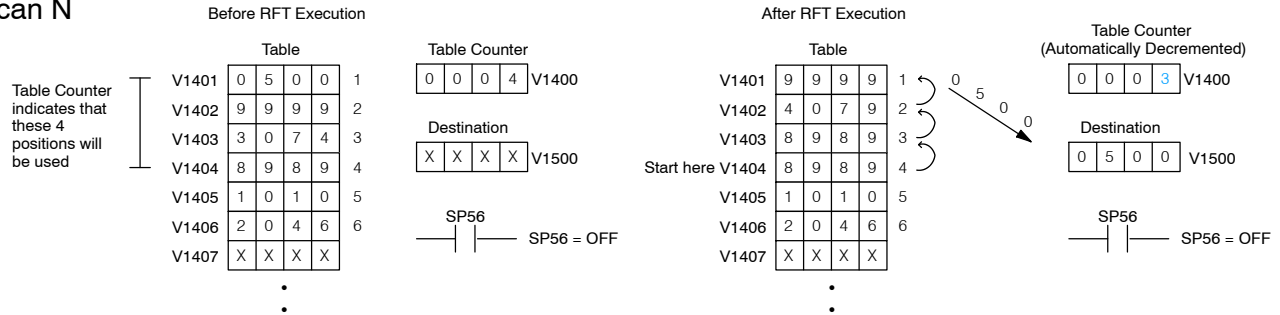 can N
Before RFT Execution
Table
Table Counter indicates that these 4 positions will be used
V1401 0 5 0 0 1
V1402 9 9 9 9 2
V1403 3 0 7 4 3
V1404 8 9 8 9 4
V1405 1 0 1 0 5
V1406 2 0 4 6 6
V1407 X X X X
Table Counter
0 0 0 4 V1400
Destination
X X X X V1500
SP56
SP56 = OFF
After RFT Execution
Table
V1401 9 9 9 9 1
V1402 4 0 7 9 2
V1403 8 9 8 9 3
Start here V1404 8 9 8 9 4
V1405 1 0 1 0 5
V1406 2 0 4 6 6
V1407 X X X X
0 5 0 0
Table Counter
(Automatically Decremented)
0 0 0 3 V1400
Destination
0 5 0 0 V1500
SP56
SP56 = OFF